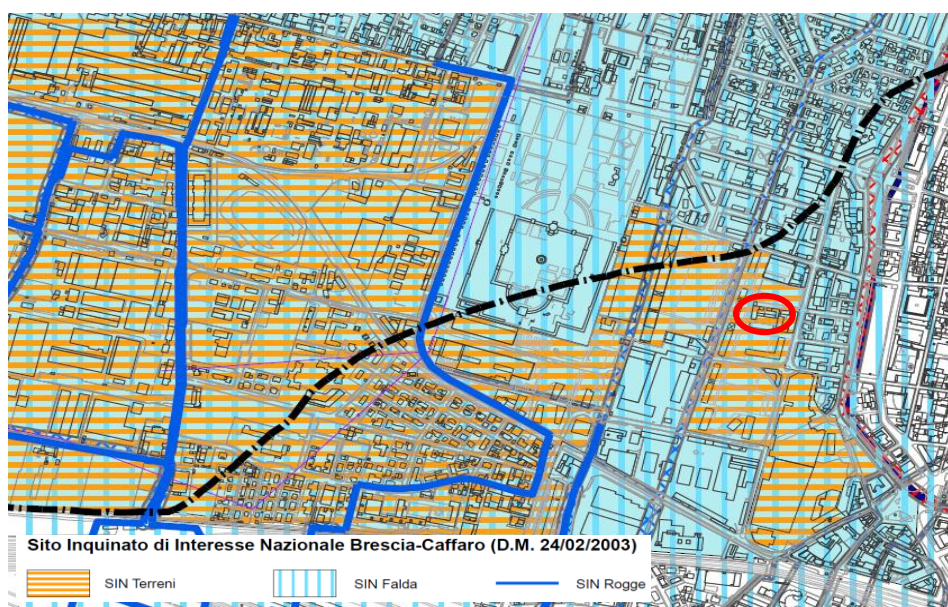 Sito Inquinato di Interesse Nazionale Brescia-Caffaro (D.M. 24/02/2003)
SIN Terreni
SIN Falda
SIN Rogge